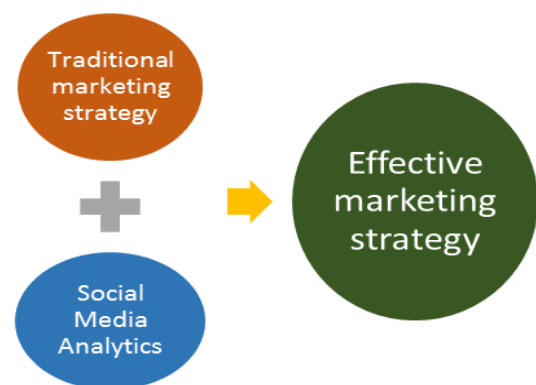 Traditional
marketing
strategy
Social
Media
Analytics
Effective
marketing
strategy